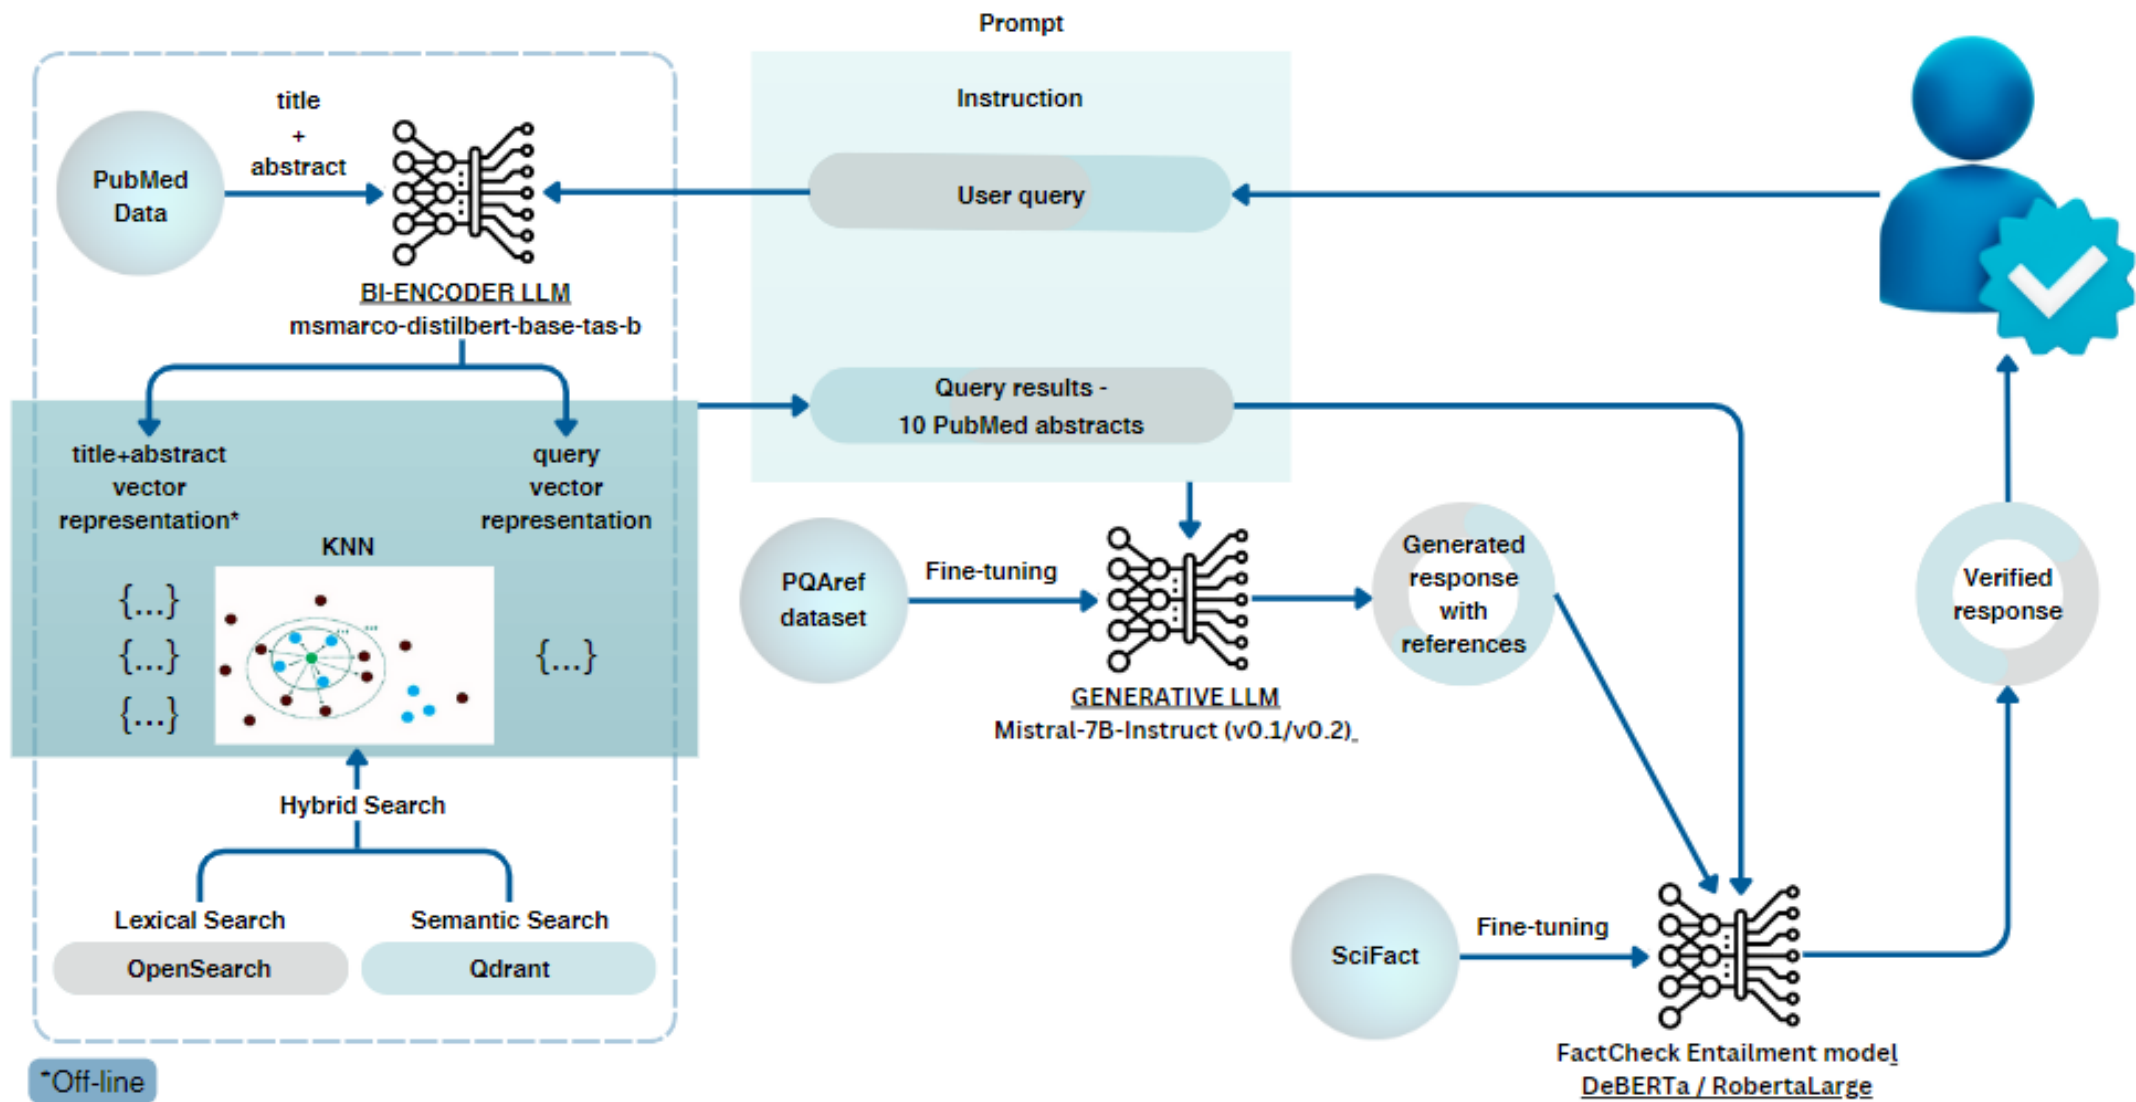 Prompt
title
+
abstract
PubMed
Data
BI-ENCODER LLM
msmarco-distilbert-base-tas-b
Instruction
User query
Query results -
10 PubMed abstracts
title+abstract
vector
representation*
query
vector
representation
KNN
{...}
{...}
{...}
{...}
Hybrid Search
Lexical Search
OpenSearch
Semantic Search
Qdrant
*Off-line
PQAref
dataset
Fine-tuning
GENERATIVE LLM
Mistral-7B-Instruct (v0.1/v0.2)
Generated
response
with
references
Verified
response
SciFact
Fine-tuning
FactCheck Entailment model
DeBERTa / RobertaLarge